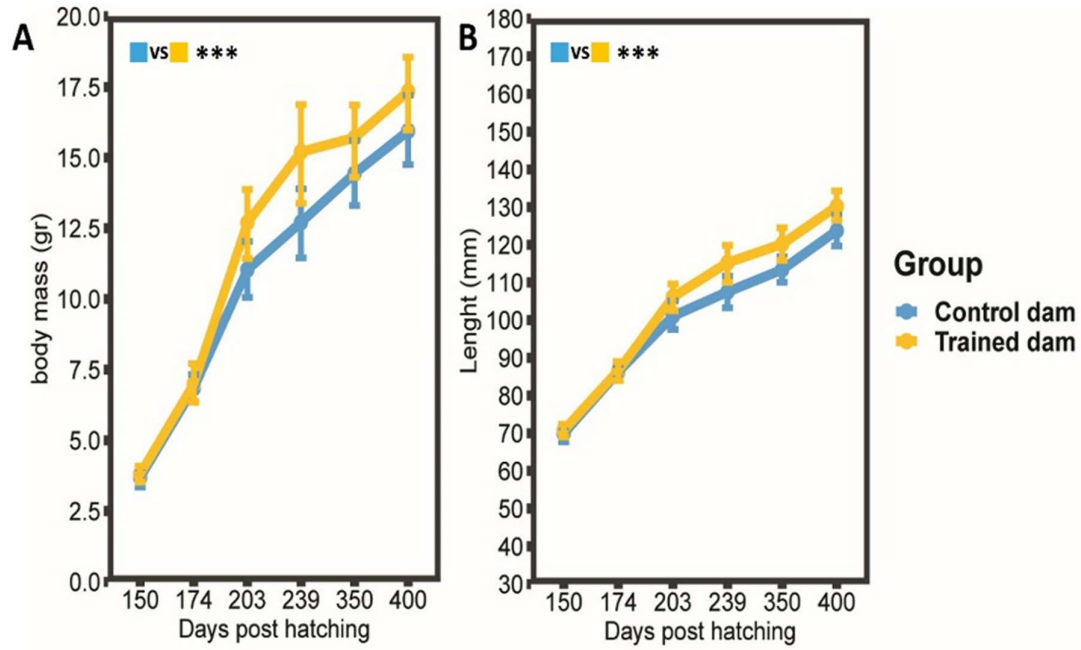 A
vs ***
20.0
17.5
15.0
12.5
10.0
7.5
5.0
2.5
0.0
body mass (gr)
150 174 203 239 350 400
Days post hatching
B
vs ***
180
170
160
150
140
130
120
110
100
90
80
70
60
50
40
30
Lenght (mm)
150 174 203 239 350 400
Days post hatching
Group
Control dam
Trained dam